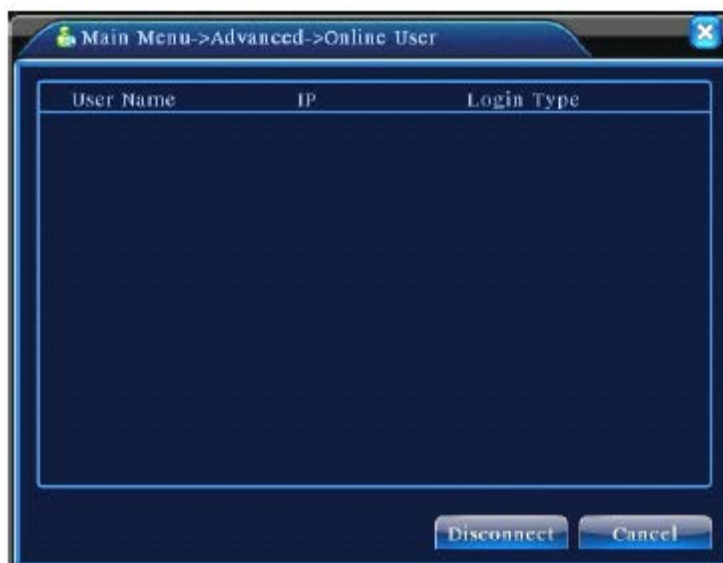 Main Menu->Advanced->Online User
User Name IP Login Type
Disconnect Cancel